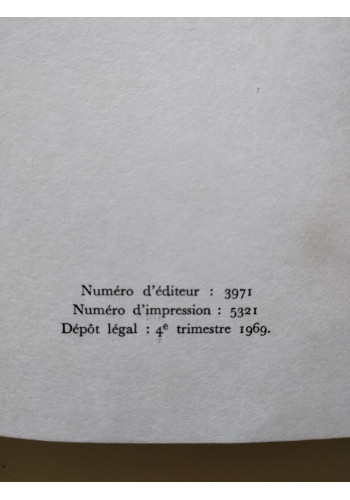 Numéro d'éditeur : 3971
Numéro d'impression : 5321
Dépôt légal : 4e trimestre 1969.